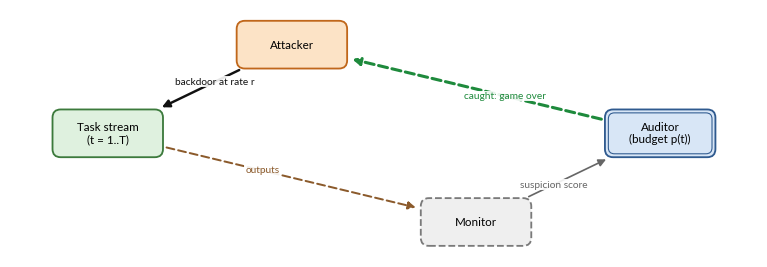 Attacker
backdoor at rate r
caught: game over
Task stream
(t = 1..T)
Auditor
(budget p(t))
outputs
suspicion score
Monitor